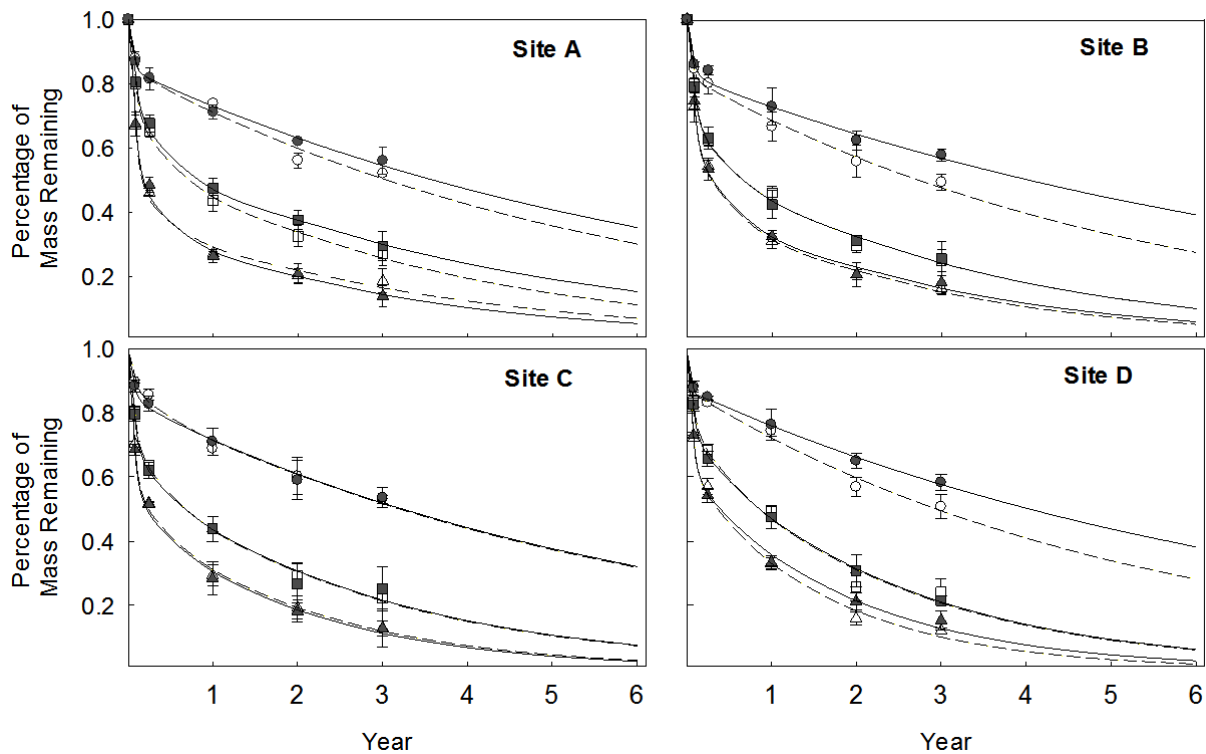 Percentage of
Mass Remaining
1.0
0.8
0.6
0.4
0.2
Site A
Site B
Percentage of
Mass Remaining
1.0
0.8
0.6
0.4
0.2
Site C
Site D
1 2 3 4 5 6
1 2 3 4 5 6
Year
Year